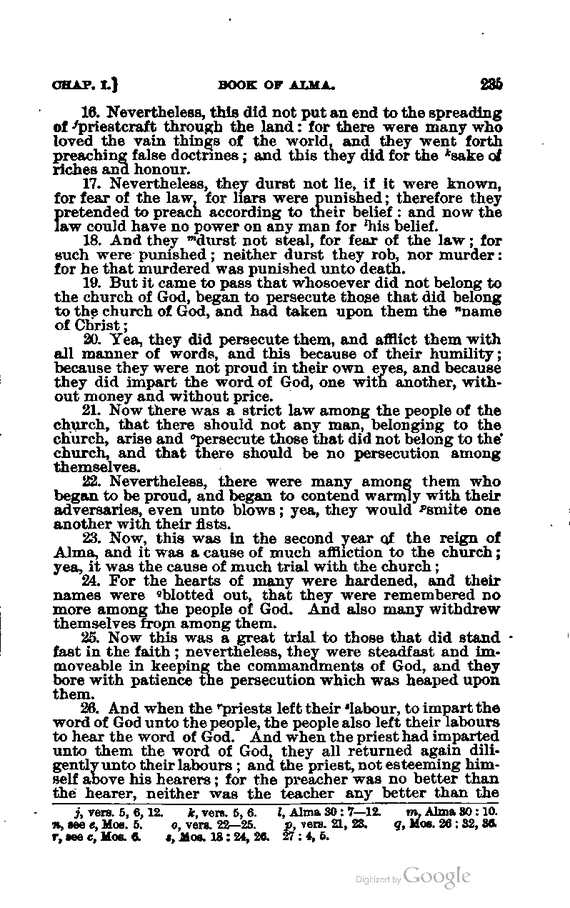 CHAP. I.} BOOK OF ALMA. 235
16. Nevertheless, this did not put an end to the spreading
of ʲpriestcraft through the land: for there were many who
loved the vain things of the world, and they went forth
preaching false doctrines; and this they did for the ᵏsake of
riches and honour.
17. Nevertheless, they durst not lie, if it were known,
for fear of the law, for liars were punished; therefore they
pretended to preach according to their belief: and now the
law could have no power on any man for ˡhis belief.
18. And they ᵐdurst not steal, for fear of the law; for
such were punished; neither durst they rob, nor murder:
for he that murdered was punished unto death.
19. But it came to pass that whosoever did not belong to
the church of God, began to persecute those that did belong
to the church of God, and had taken upon them the ⁿname
of Christ;
20. Yea, they did persecute them, and afflict them with
all manner of words, and this because of their humility;
because they were not proud in their own eyes, and because
they did impart the word of God, one with another, with-
out money and without price.
21. Now there was a strict law among the people of the
church, that there should not any man, belonging to the
church, arise and ᵒpersecute those that did not belong to the
church, and that there should be no persecution among
themselves.
22. Nevertheless, there were many among them who
began to be proud, and began to contend warmly with their
adversaries, even unto blows; yea, they would ᵖsmite one
another with their fists.
23. Now, this was in the second year of the reign of
Alma, and it was a cause of much affliction to the church;
yea, it was the cause of much trial with the church;
24. For the hearts of many were hardened, and their
names were qblotted out, that they were remembered no
more among the people of God. And also many withdrew
themselves from among them.
25. Now this was a great trial to those that did stand
fast in the faith; nevertheless, they were steadfast and im-
moveable in keeping the commandments of God, and they
bore with patience the persecution which was heaped upon
them.
26. And when the ʳpriests left their ˢlabour, to impart the
word of God unto the people, the people also left their labours
to hear the word of God. And when the priest had imparted
unto them the word of God, they all returned again dili-
gently unto their labours; and the priest, not esteeming him-
self above his hearers; for the preacher was no better than
the hearer, neither was the teacher any better than the
j, vers. 5, 6, 12. k, vers. 5, 6. l, Alma 30: 7—12. m, Alma 30: 10.
n, see e, Mos. 5. o, vers. 22—25. p, vers. 21, 23. q, Mos. 26: 32, 36.
r, see c, Mos. 6. s, Mos. 18: 24, 26. 27: 4, 5.
Digitized by Google